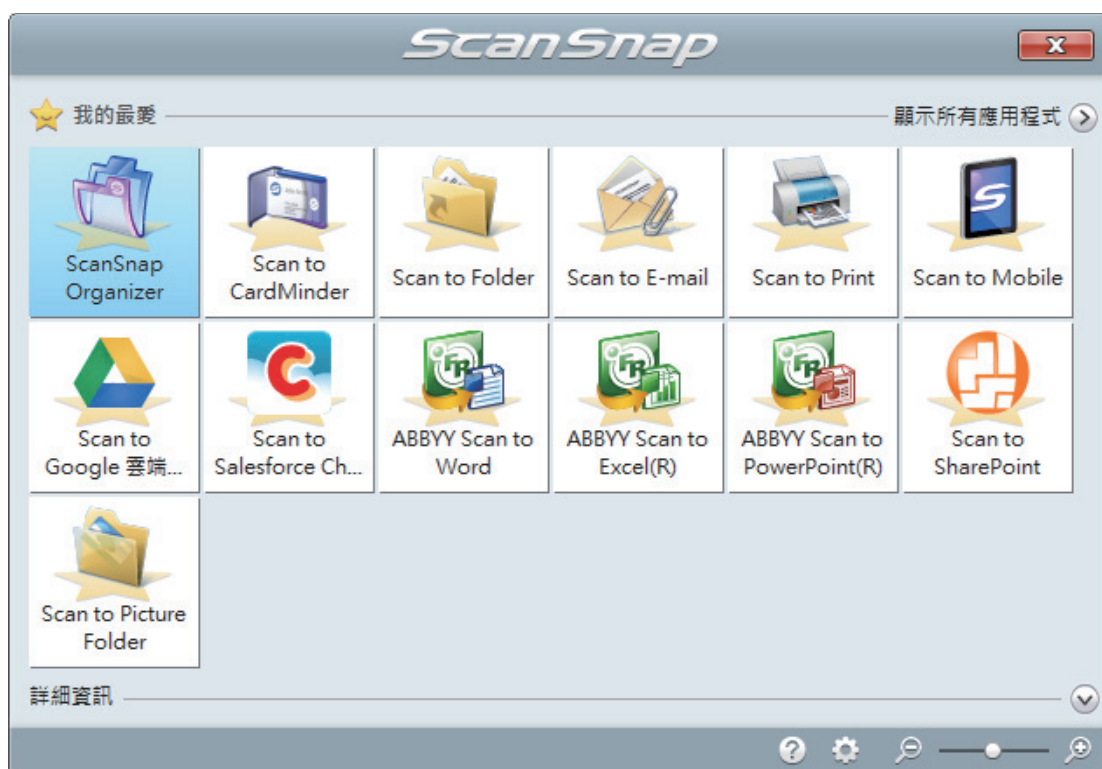 ScanSnap
我的最愛
顯示所有應用程式
ScanSnap
Organizer
Scan to
CardMinder
Scan to Folder
Scan to E-mail
Scan to Print
Scan to Mobile
Scan to
Google 雲端...
Scan to
Salesforce Ch...
ABBYY Scan to
Word
ABBYY Scan to
Excel(R)
ABBYY Scan to
PowerPoint(R)
Scan to
SharePoint
Scan to Picture
Folder
詳細資訊